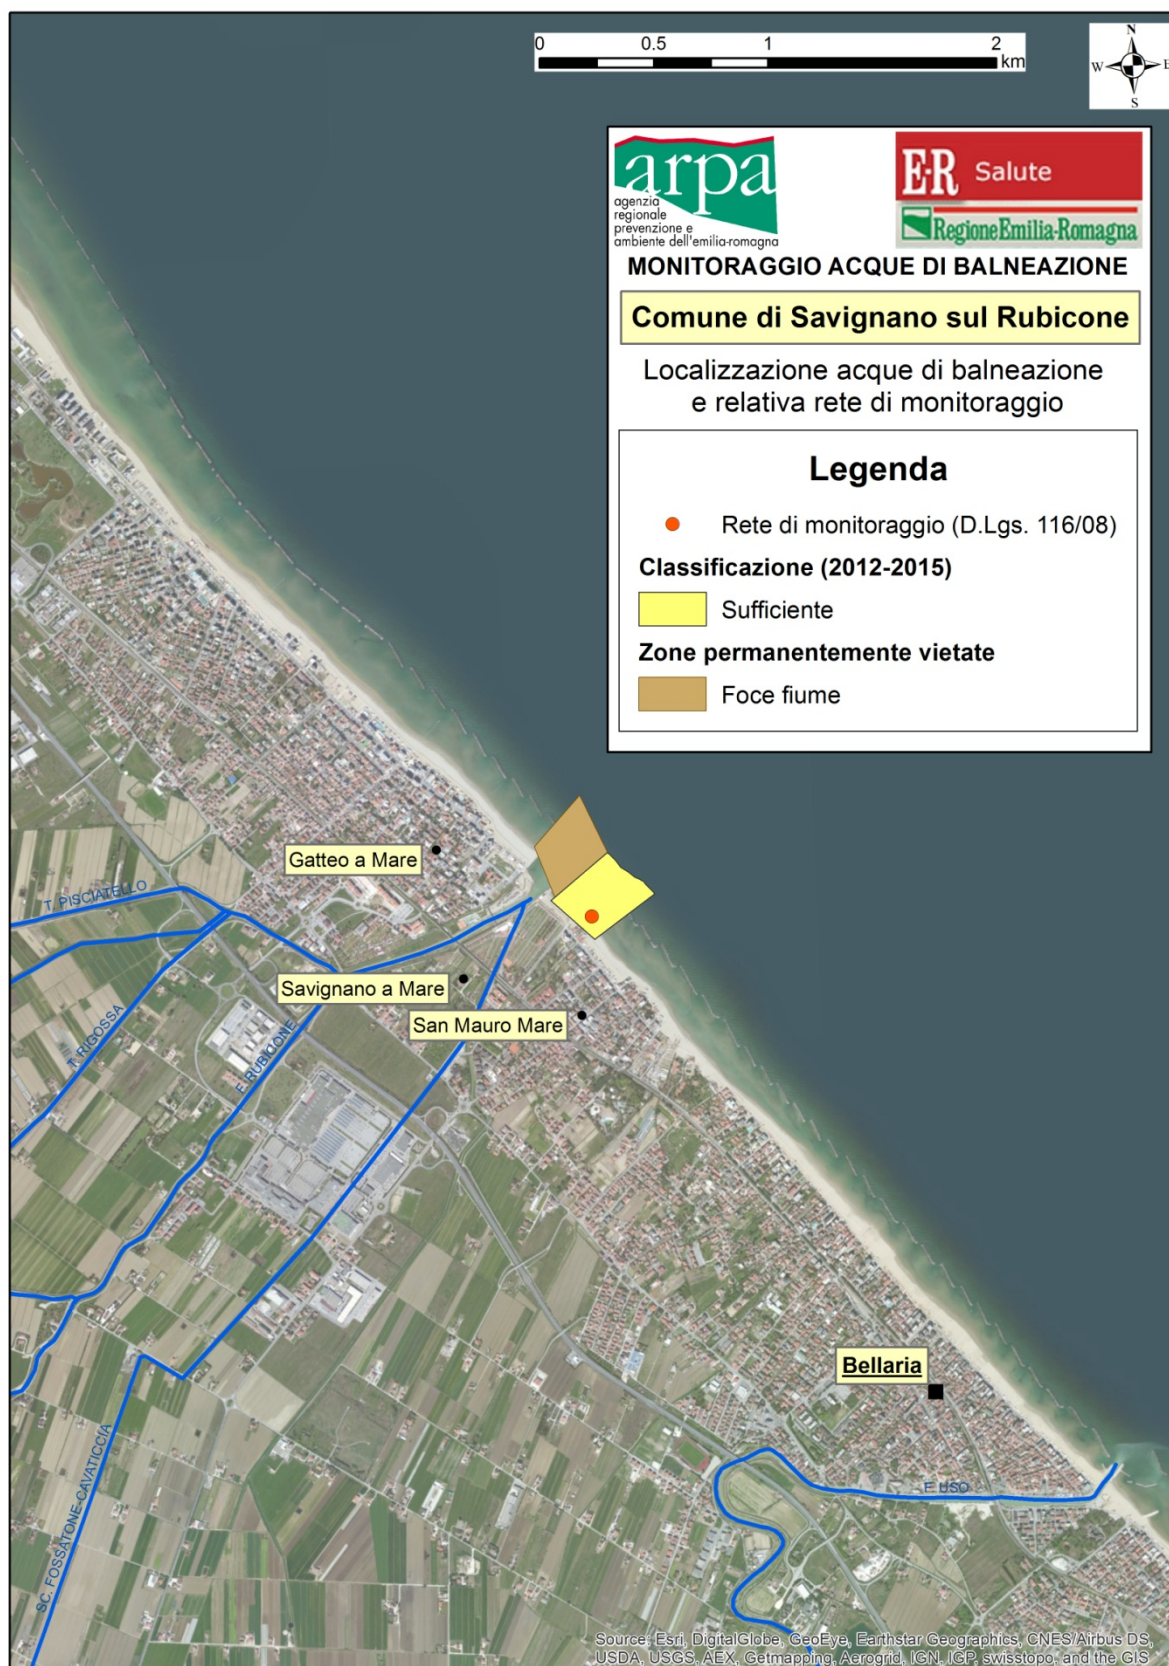 0 0.5 1 2
km
N
W E
S
arpa
agenzia
regionale
prevenzione e
ambiente dell'emilia-romagna
E-R Salute
RegioneEmilia-Romagna
MONITORAGGIO ACQUE DI BALNEAZIONE
Comune di Savignano sul Rubicone
Localizzazione acque di balneazione
e relativa rete di monitoraggio
Legenda
Rete di monitoraggio (D.Lgs. 116/08)
Classificazione (2012-2015)
Sufficiente
Zone permanentemente vietate
Foce fiume
Gatteo a Mare
T. PISCIATELLO
Savignano a Mare
San Mauro Mare
T. RIGOSSA
F. RUBICONE
Bellaria
SC. FOSSATONE-CAVATICCIA
F. USO
Source: Esri, DigitalGlobe, GeoEye, Earthstar Geographics, CNES/Airbus DS,
USDA, USGS, AEX, Getmapping, Aerogrid, IGN, IGP, swisstopo, and the GIS